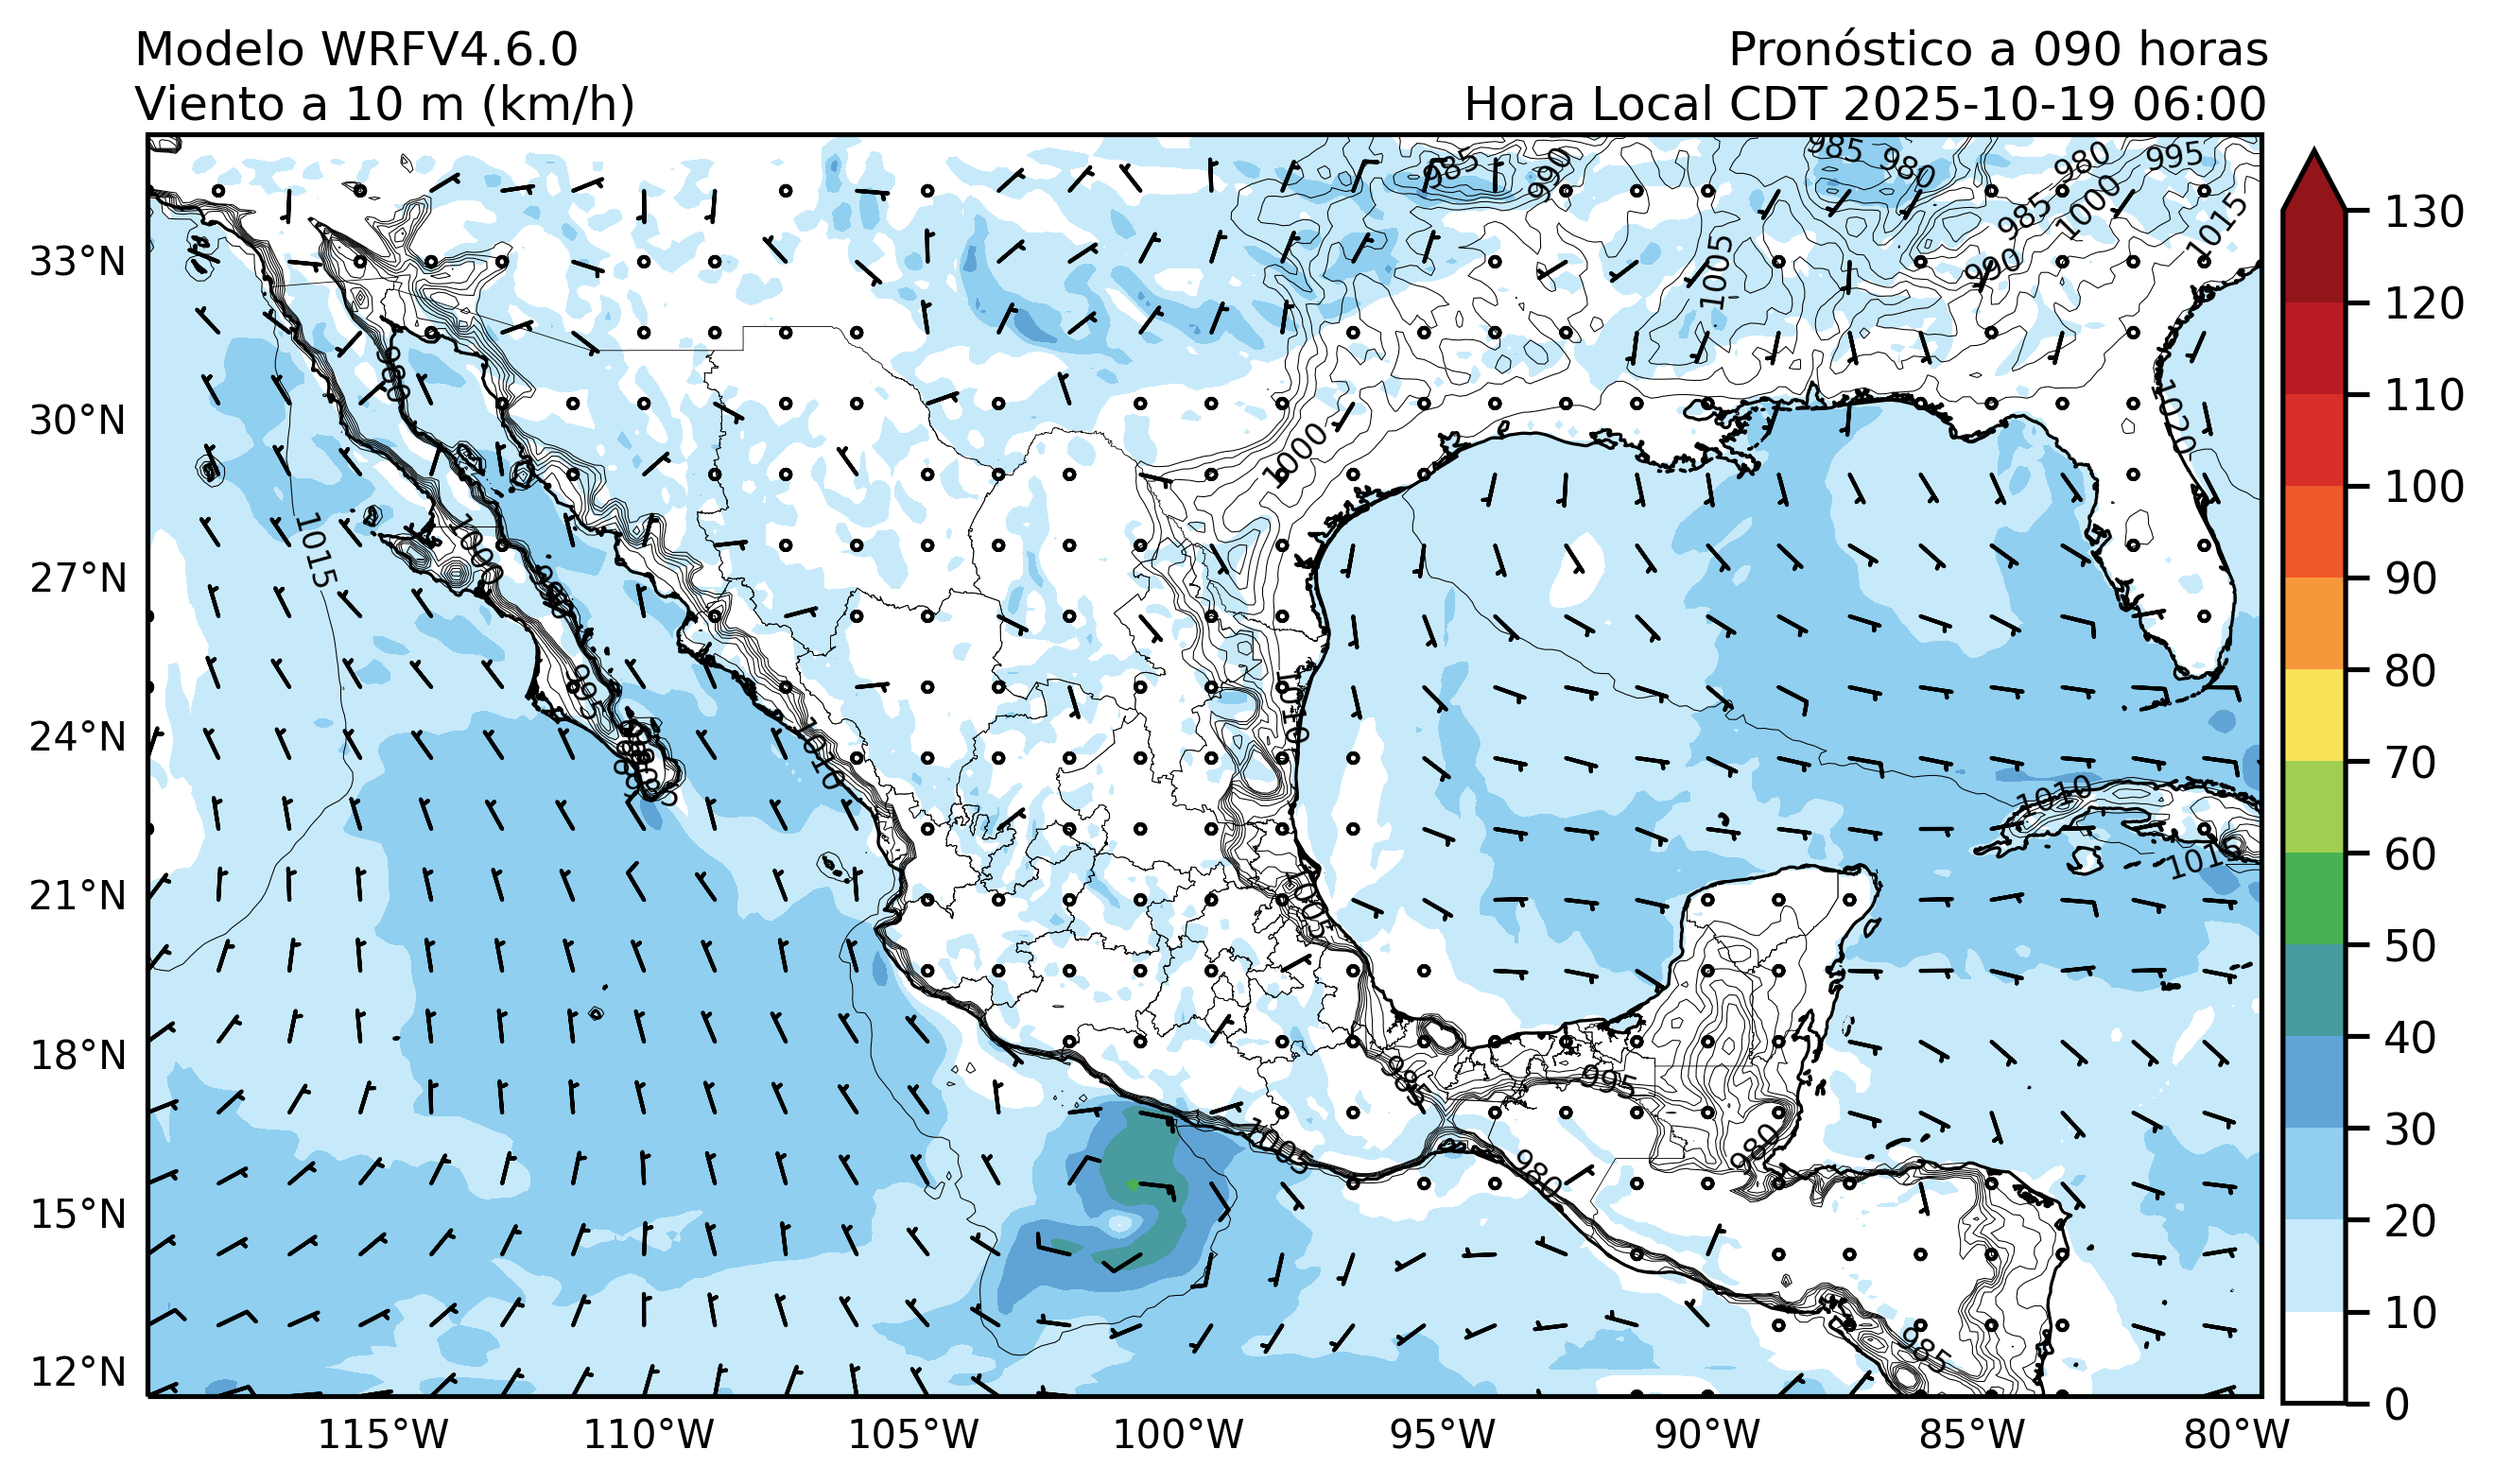 Modelo WRFV4.6.0
Viento a 10 m (km/h)
Pronóstico a 090 horas
Hora Local CDT 2025-10-19 06:00
33°N
30°N
27°N
24°N
21°N
18°N
15°N
12°N
115°W
110°W
105°W
100°W
95°W
90°W
85°W
80°W
130
120
110
100
90
80
70
60
50
40
30
20
10
0
985
990
985
980
980
995
985
1000
1015
990
1005
1000
1020
1015
1000
995
1010
1010
1010
1015
1005
985
995
1005
980
980
985